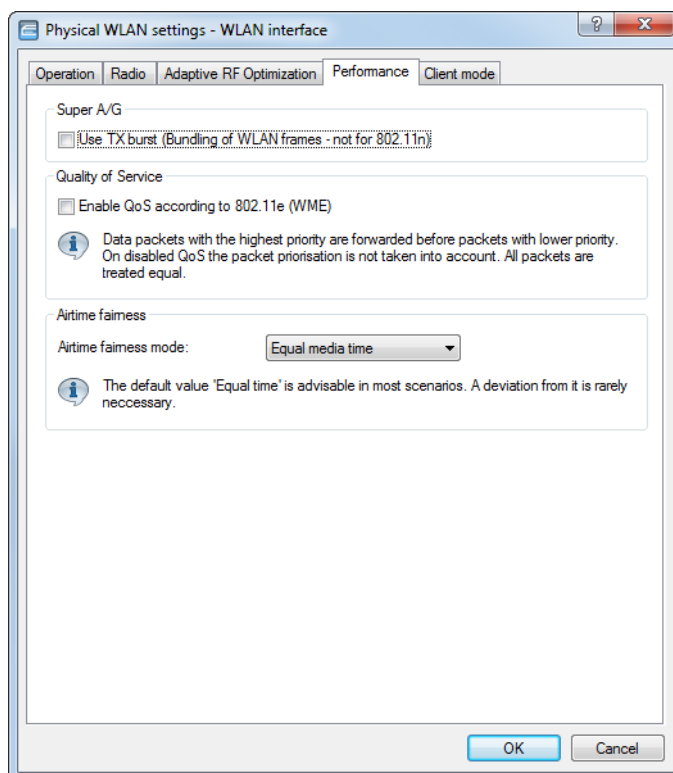 Physical WLAN settings - WLAN interface
Operation Radio Adaptive RF Optimization Performance Client mode
Super A/G
Use TX burst (Bundling of WLAN frames - not for 802.11n)
Quality of Service
Enable QoS according to 802.11e (WME)
Data packets with the highest priority are forwarded before packets with lower priority.
On disabled QoS the packet priorisation is not taken into account. All packets are
treated equal.
Airtime fairness
Airtime fairness mode: Equal media time
The default value 'Equal time' is advisable in most scenarios. A deviation from it is rarely
neccessary.
OK Cancel